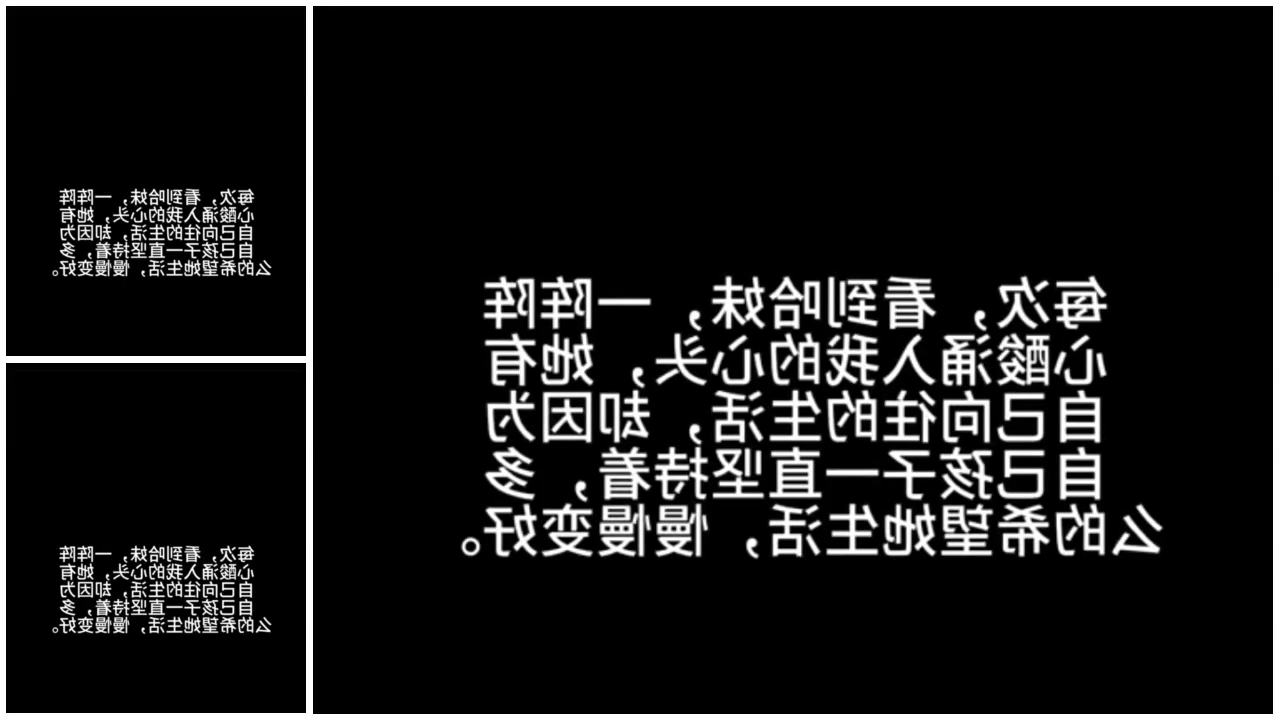 每次，看到哈妹，一阵阵
心酸涌入我的心头，她有
自己向往的生活，却因为
自己孩子一直坚持着，多
么的希望她生活，慢慢变好。
每次，看到哈妹，一阵阵
心酸涌入我的心头，她有
自己向往的生活，却因为
自己孩子一直坚持着，多
么的希望她生活，慢慢变好。
每次，看到哈妹，一阵阵
心酸涌入我的心头，她有
自己向往的生活，却因为
自己孩子一直坚持着，多
么的希望她生活，慢慢变好。